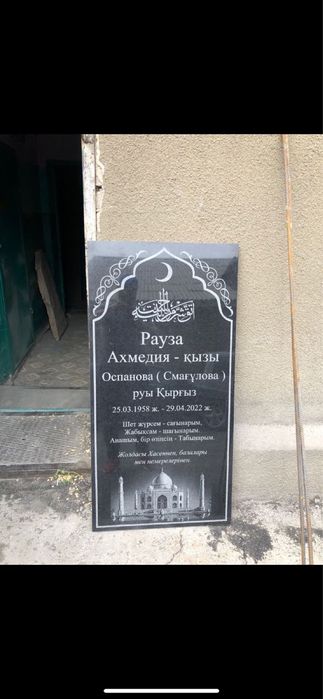 Рауза
Ахмедия - қызы
Оспанова ( Смағұлова )
руы Қырғыз
25.03.1958 ж. - 29.04.2022 ж.
Шет жүрсем - сағынарым,
Жабықсам - шағынарым.
Анашым, бір өзіңсің - Табынарым.
Жолдасы Хасеннен, балалары
мен немерелерінен.